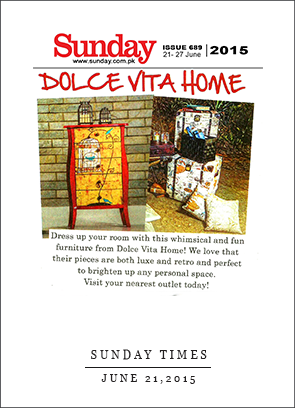 Sunday
ISSUE 689
21- 27 June
2015
www.sunday.com.pk
DOLCE VITA HOME
Dress up your room with this whimsical and fun
furniture from Dolce Vita Home! We love that
their pieces are both luxe and retro and perfect
to brighten up any personal space.
Visit your nearest outlet today!
SUNDAY TIMES
JUNE 21,2015